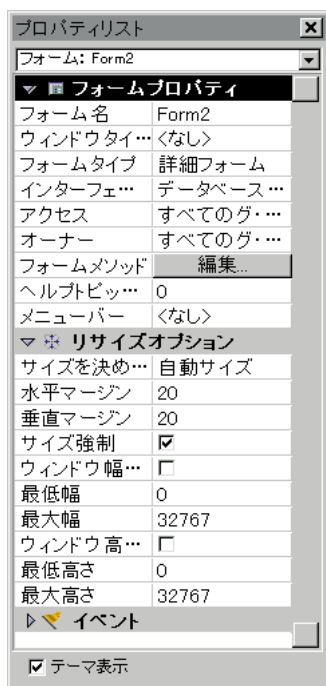 プロパティリスト
フォーム: Form2
フォームプロパティ
フォーム名 Form2
ウィンドウタイ… <なし>
フォームタイプ 詳細フォーム
インターフェ… データベース…
アクセス すべてのグ・…
オーナー すべてのグ・…
フォームメソッド 編集...
ヘルプトピッ… 0
メニューバー <なし>
リサイズオプション
サイズを決め… 自動サイズ
水平マージン 20
垂直マージン 20
サイズ強制
ウィンドウ幅…
最低幅 0
最大幅 32767
ウィンドウ高…
最低高さ 0
最大高さ 32767
イベント
テーマ表示